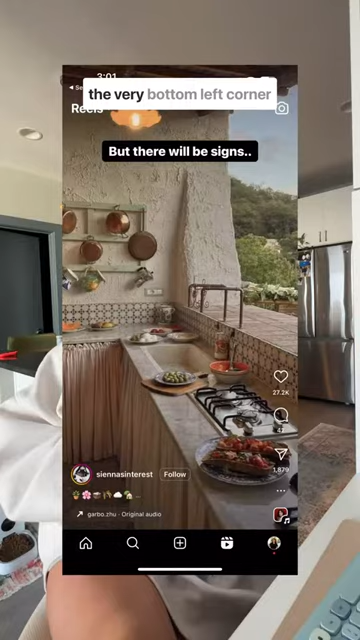 3:01
the very bottom left corner
Reels
But there will be signs..
27.2K
1,879
siennasinterest
Follow
garbo.zhu · Original audio